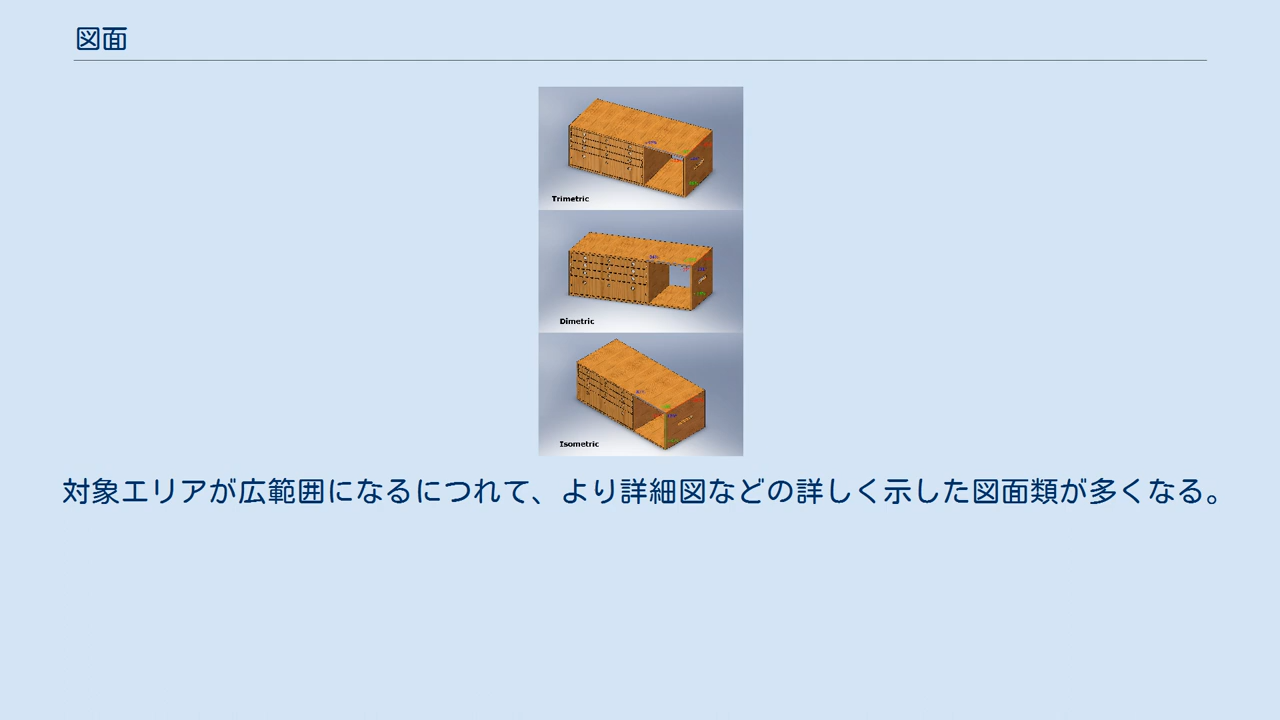 図面
Trimetric
Dimetric
Isometric
対象エリアが広範囲になるにつれて、より詳細図などの詳しく示した図面類が多くなる。